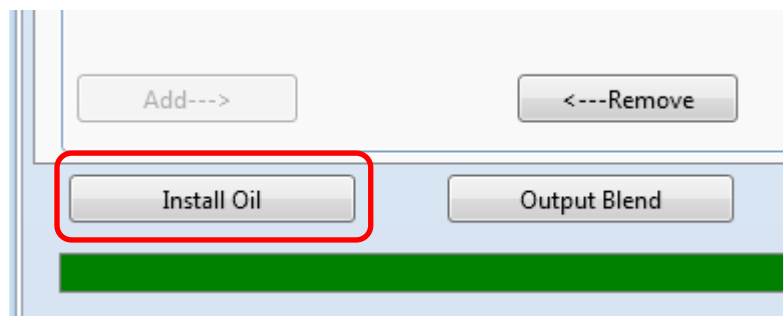 Add--->
<---Remove
Install Oil
Output Blend